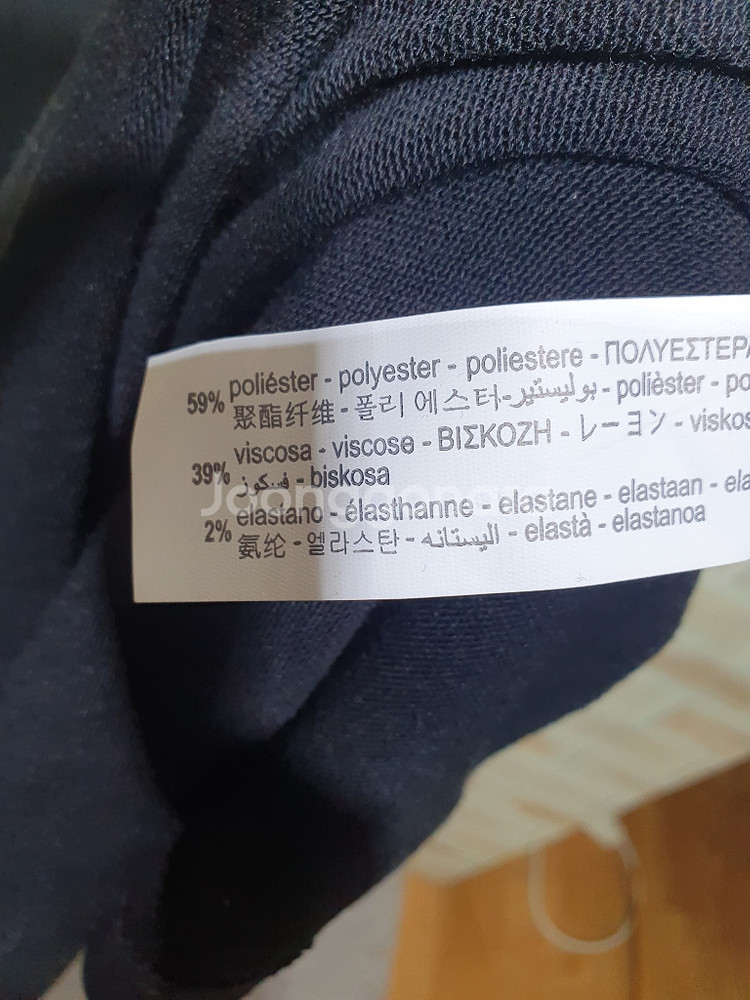 59% poliéster - polyester - poliestere - ΠΟΛΥΕΣΤΕΡΑ
聚酯纤维 - 폴리 에스터 - بوليستير - polièster - po
39% viscosa - viscose - ΒΙΣΚΟΖΗ - レーヨン - viskos
فسكوز - biskosa
2% elastano - élasthanne - elastane - elastaan - ela
氨纶 - 엘라스탄 - اليستانه - elastà - elastanoa